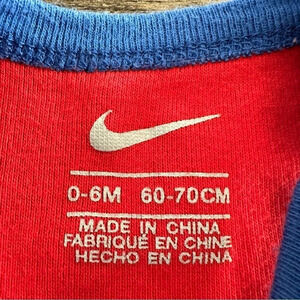 0-6M 60-70CM
MADE IN CHINA
FABRIQUÉ EN CHINE
HECHO EN CHINA